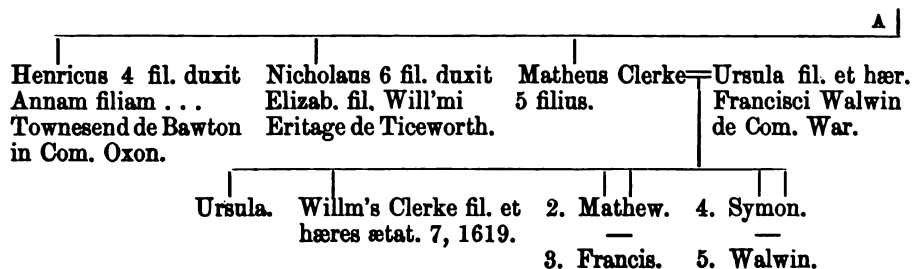 A
Henricus 4 fil. duxit
Annam filiam . . .
Townesend de Bawton
in Com. Oxon.
Nicholaus 6 fil. duxit
Elizab. fil. Will'mi
Eritage de Ticeworth.
Matheus Clerke
5 filius.
Ursula fil. et hær.
Francisci Walwin
de Com. War.
Ursula.
Willm's Clerke fil. et
hæres ætat. 7, 1619.
2. Mathew.
3. Francis.
4. Symon.
5. Walwin.